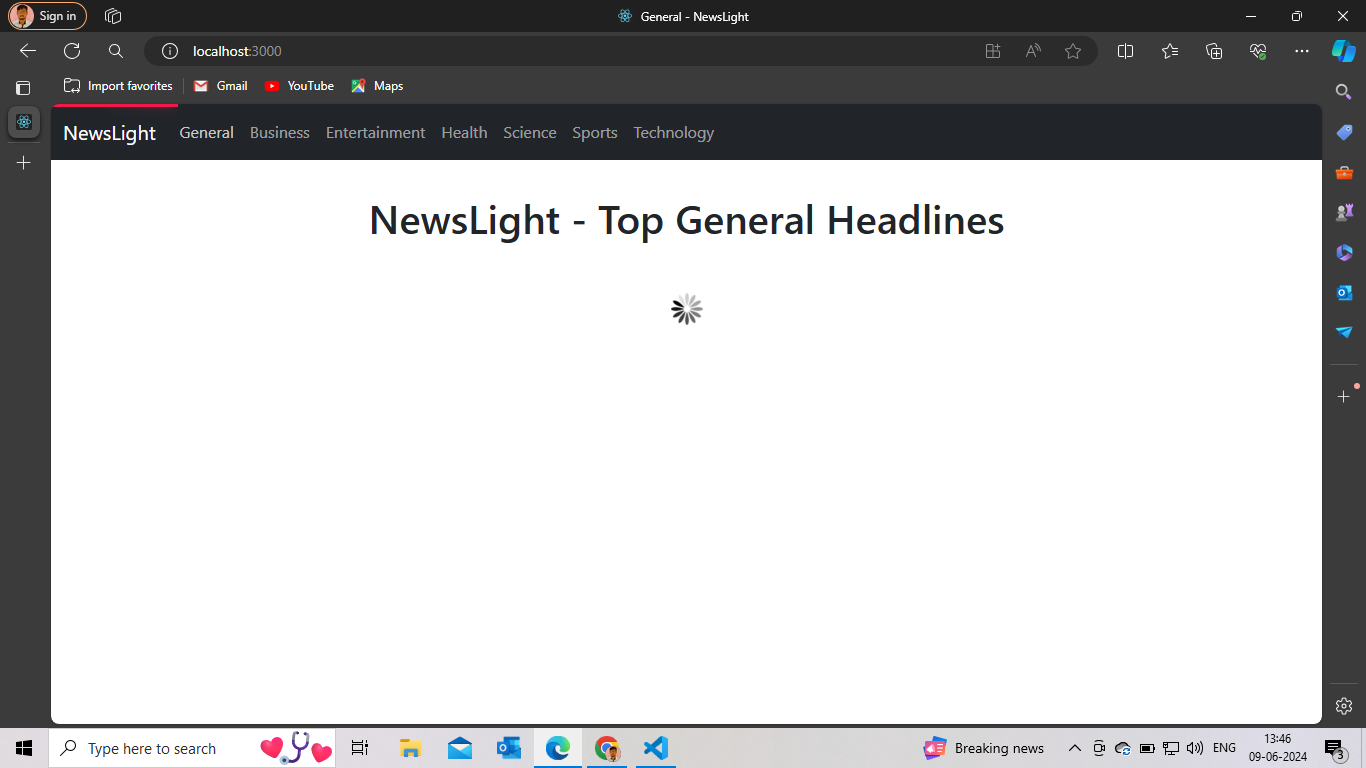 Sign in
General - NewsLight
localhost:3000
Import favorites
Gmail
YouTube
Maps
NewsLight General Business Entertainment Health Science Sports Technology
NewsLight - Top General Headlines
Type here to search
Breaking news
ENG
13:46
09-06-2024
3